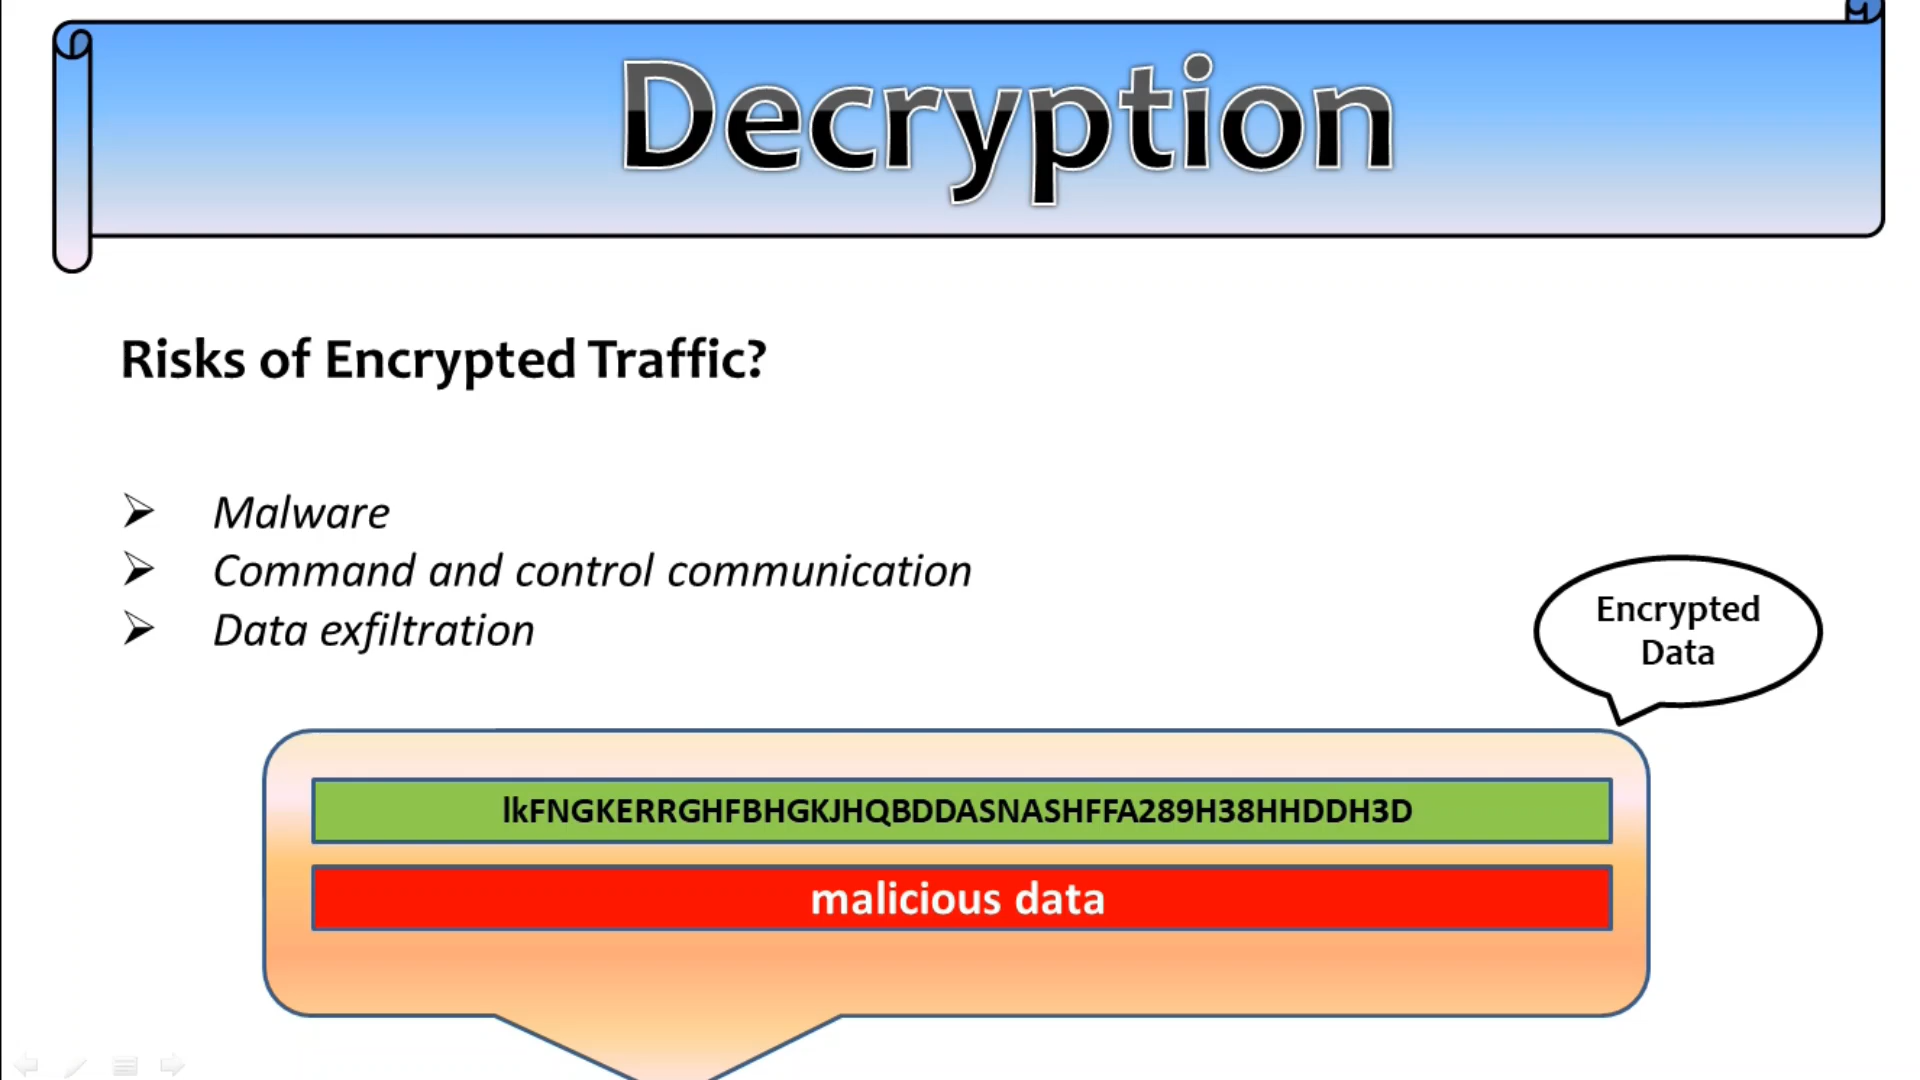 Decryption
Risks of Encrypted Traffic?
Malware
Command and control communication
Data exfiltration
Encrypted
Data
lkFNGKERRGHFBHGKJHQBDDASNASHFFA289H38HHDDH3D
malicious data